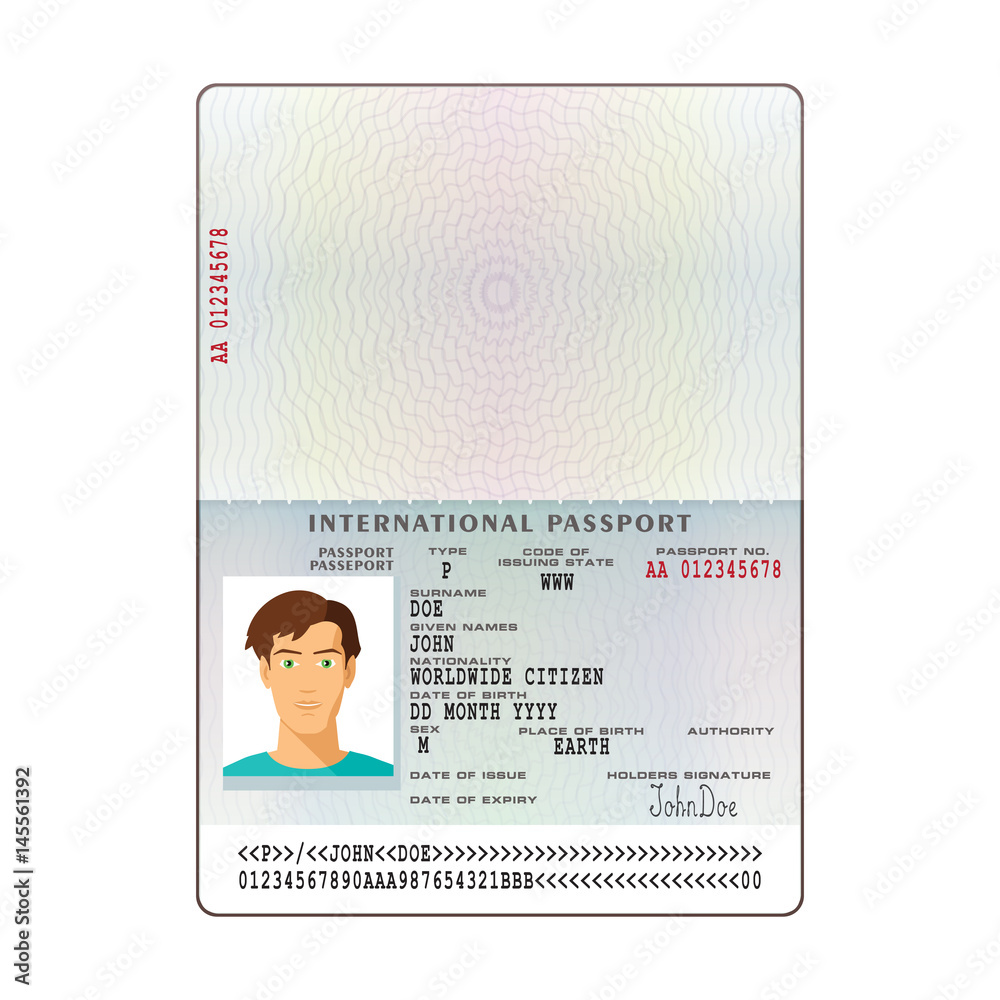 AA 012345678
INTERNATIONAL PASSPORT
PASSPORT
PASSEPORT
TYPE
P
CODE OF
ISSUING STATE
WWW
PASSPORT NO.
AA 012345678
SURNAME
DOE
GIVEN NAMES
JOHN
NATIONALITY
WORLDWIDE CITIZEN
DATE OF BIRTH
DD MONTH YYYY
SEX
M
PLACE OF BIRTH
EARTH
AUTHORITY
DATE OF ISSUE
HOLDERS SIGNATURE
JohnDoe
DATE OF EXPIRY
<<P>>/<<JOHN<<DOE>>>>>>>>>>>>>>>>>>>>>>>>>>>>>
01234567890AAA987654321BBB<<<<<<<<<<<<<<<<<<00
Adobe Stock | #145561392